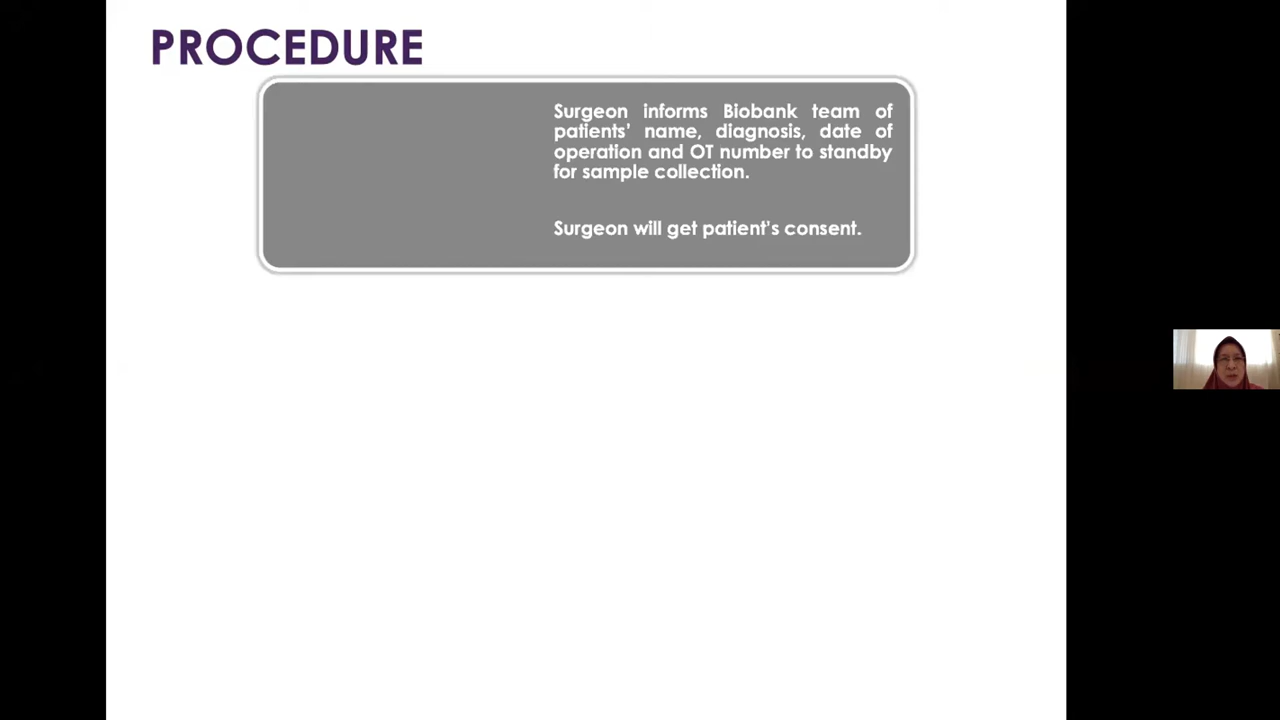 PROCEDURE
Surgeon informs Biobank team of
patients’ name, diagnosis, date of
operation and OT number to standby
for sample collection.
Surgeon will get patient’s consent.